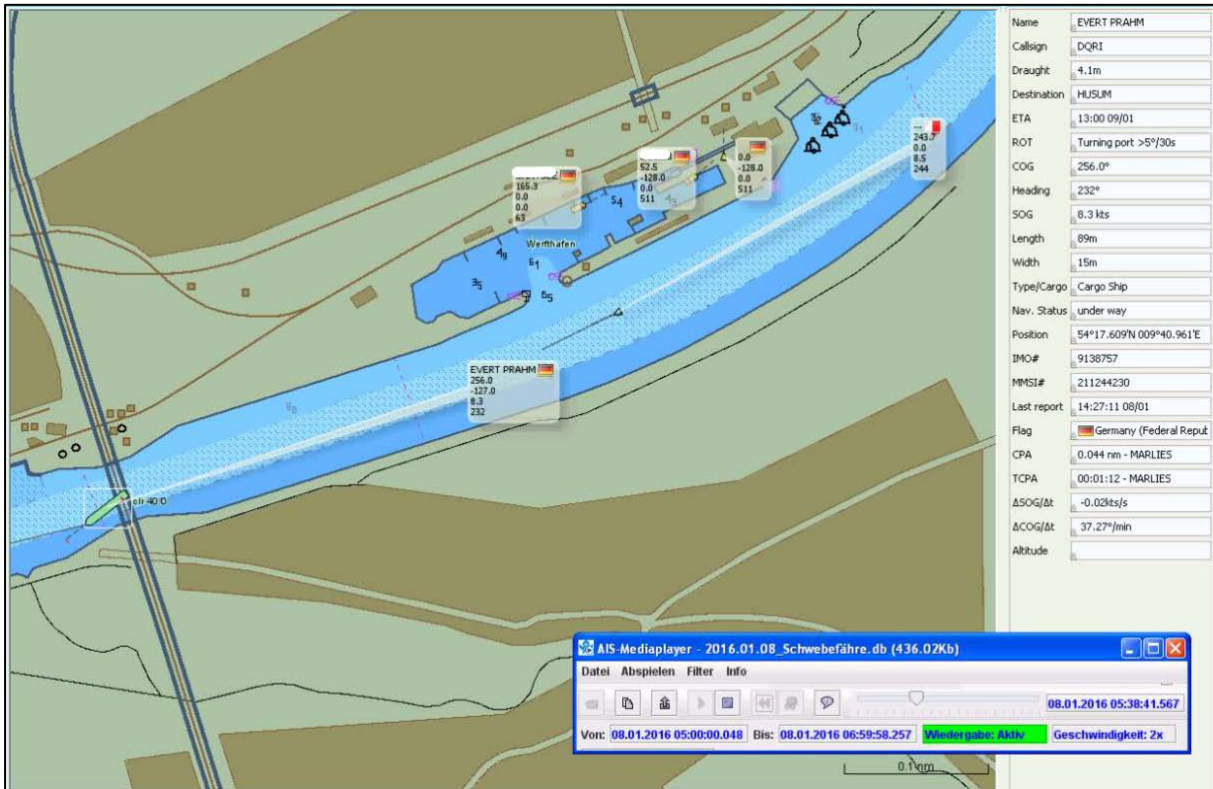 Name EVERT PRAHM
Callsign DQRI
Draught 4.1m
Destination HUSUM
ETA 13:00 09/01
ROT Turning port >5°/30s
COG 256.0°
Heading 232°
SOG 8.3 kts
Length 89m
Width 15m
Type/Cargo Cargo Ship
Nav. Status under way
Position 54°17.609'N 009°40.961'E
IMO# 9138757
MMSI# 211244230
Last report 14:27:11 08/01
Flag Germany (Federal Reput
CPA 0.044 nm - MARLIES
TCPA 00:01:12 - MARLIES
ΔSOG/Δt -0.02kts/s
ΔCOG/Δt 37.27°/min
Altitude
243.7
0.0
8.5
244
0.0
-128.0
0.0
511
52.5
-128.0
0.0
511
165.3
0.0
0.0
63
Werfthafen
EVERT PRAHM
256.0
-127.0
8.3
232
clr 40.0
AIS-Mediaplayer - 2016.01.08_Schwebefähre.db (436.02Kb)
Datei Abspielen Filter Info
08.01.2016 05:38:41.567
Von: 08.01.2016 05:00:00.048 Bis: 08.01.2016 06:59:58.257 Wiedergabe: Aktiv Geschwindigkeit: 2x
0.1 nm